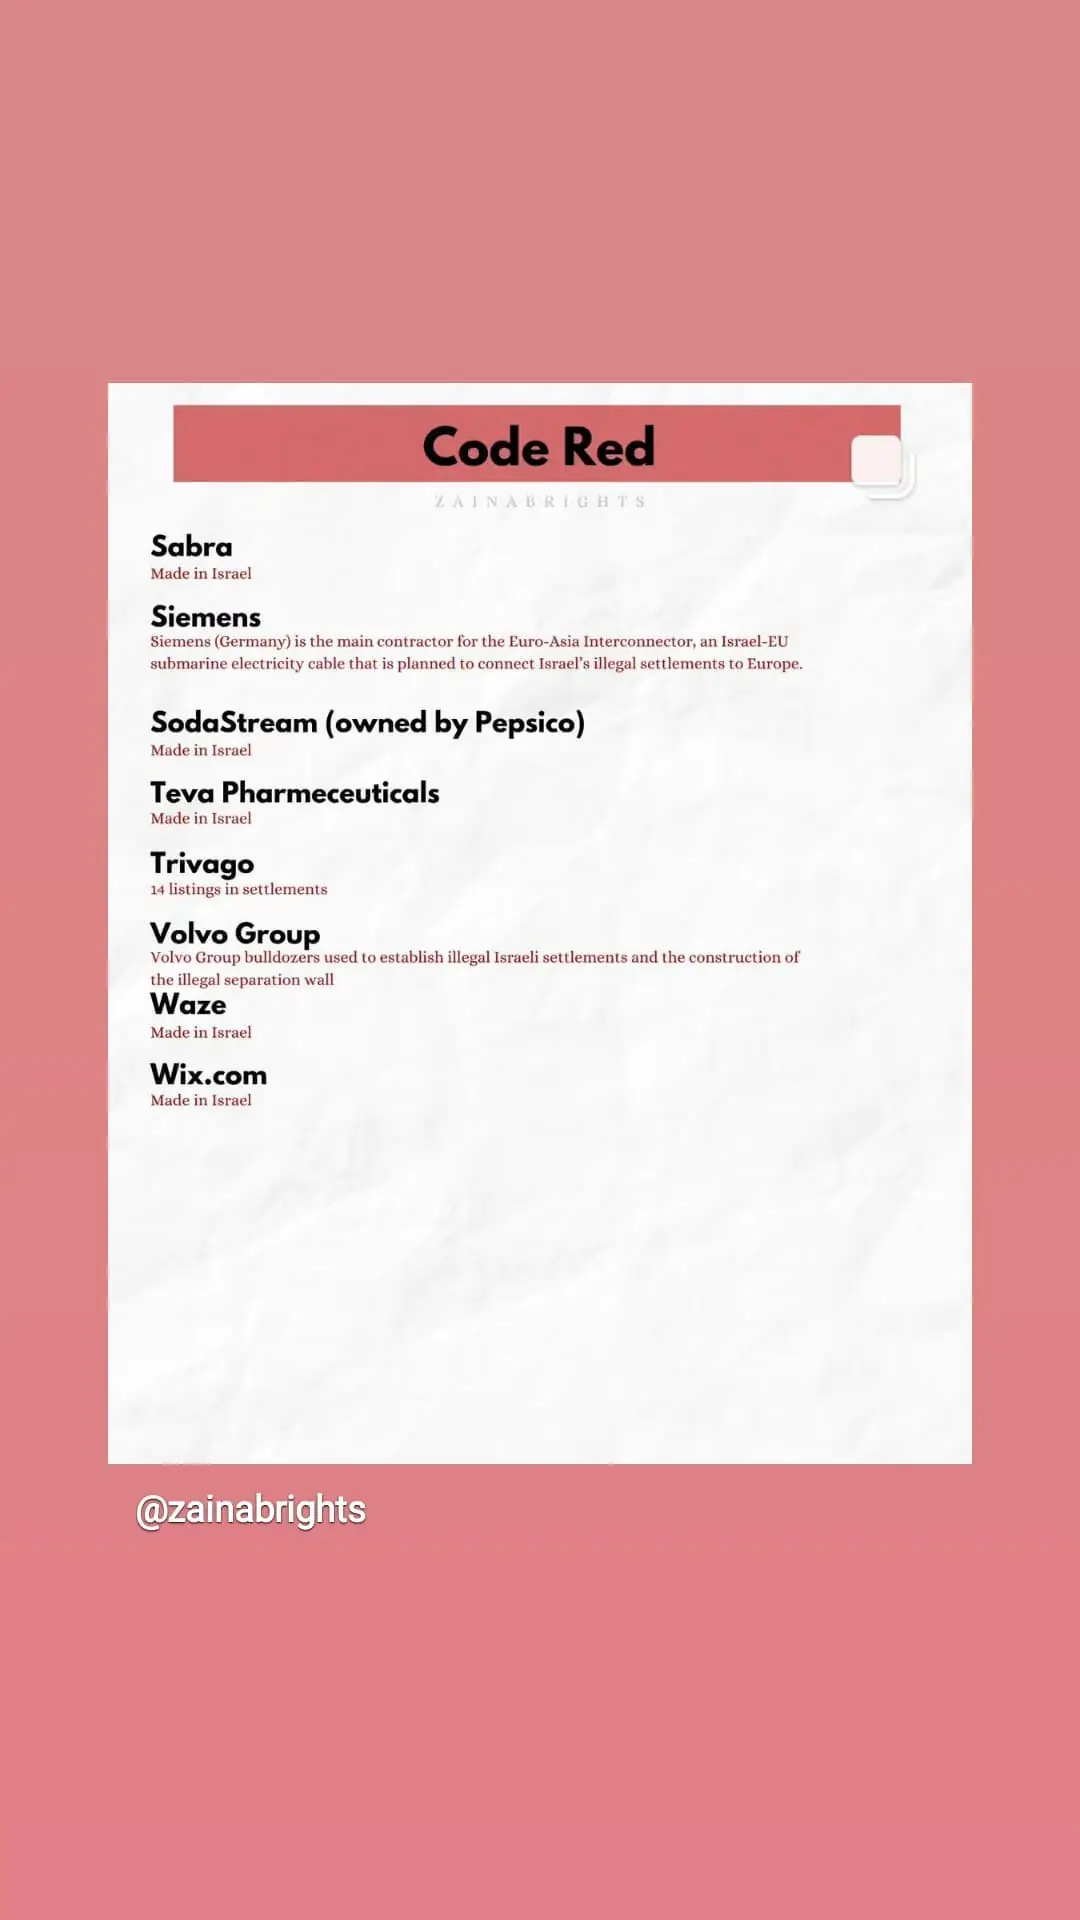 Code Red
ZAINABRIGHTS
Sabra
Made in Israel
Siemens
Siemens (Germany) is the main contractor for the Euro-Asia Interconnector, an Israel-EU
submarine electricity cable that is planned to connect Israel's illegal settlements to Europe.
SodaStream (owned by Pepsico)
Made in Israel
Teva Pharmeceuticals
Made in Israel
Trivago
14 listings in settlements
Volvo Group
Volvo Group bulldozers used to establish illegal Israeli settlements and the construction of
the illegal separation wall
Waze
Made in Israel
Wix.com
Made in Israel
@zainabrights